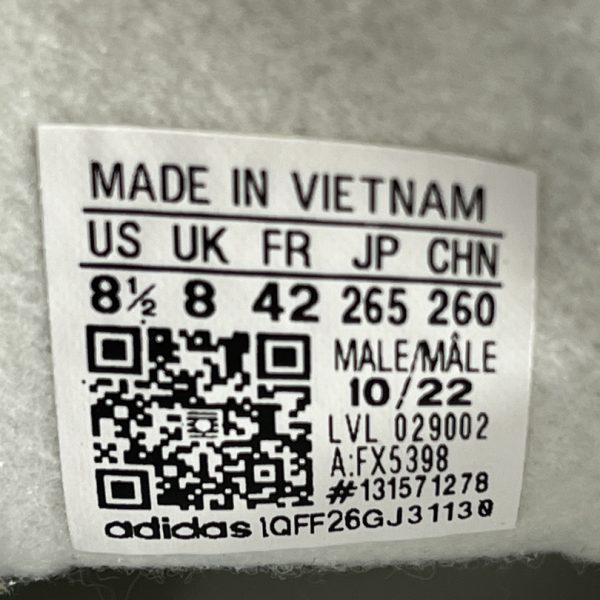 MADE IN VIETNAM
US UK FR JP CHN
8½ 8 42 265 260
MALE/MÂLE
10/22
LVL 029002
A:FX5398
#131571278
adidas 1QFF26GJ31130